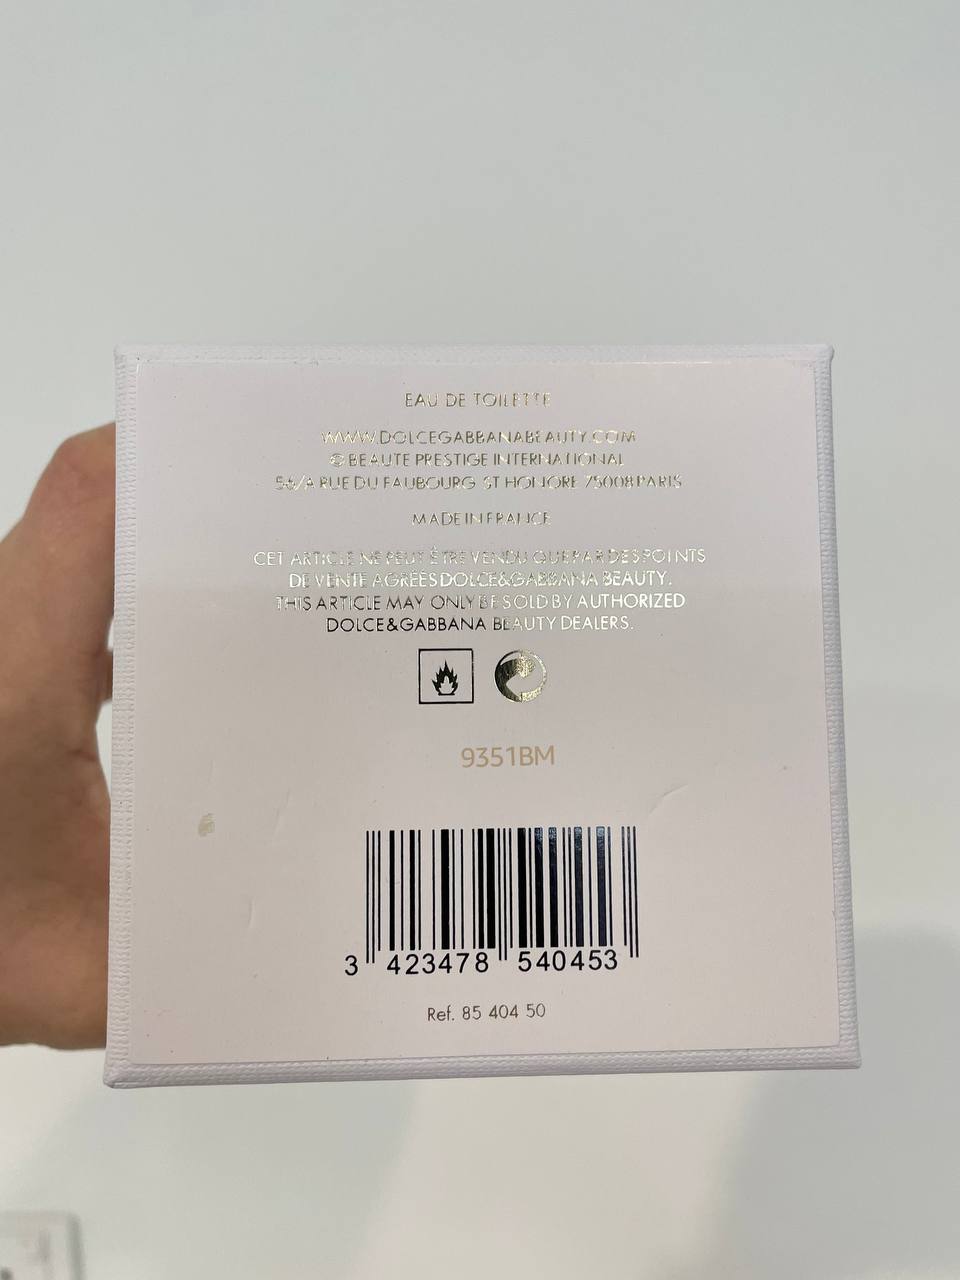 EAU DE TOILETTE
WWW.DOLCEGABBANABEAUTY.COM
© BEAUTE PRESTIGE INTERNATIONAL
56/A RUE DU FAUBOURG ST HONORE 75008 PARIS
MADE IN FRANCE
CET ARTICLE NE PEUT ÊTRE VENDU QUE PAR DES POINTS
DE VENTE AGRÉÉS DOLCE&GABBANA BEAUTY.
THIS ARTICLE MAY ONLY BE SOLD BY AUTHORIZED
DOLCE&GABBANA BEAUTY DEALERS.
9351BM
3 423478 540453
Ref. 85 404 50